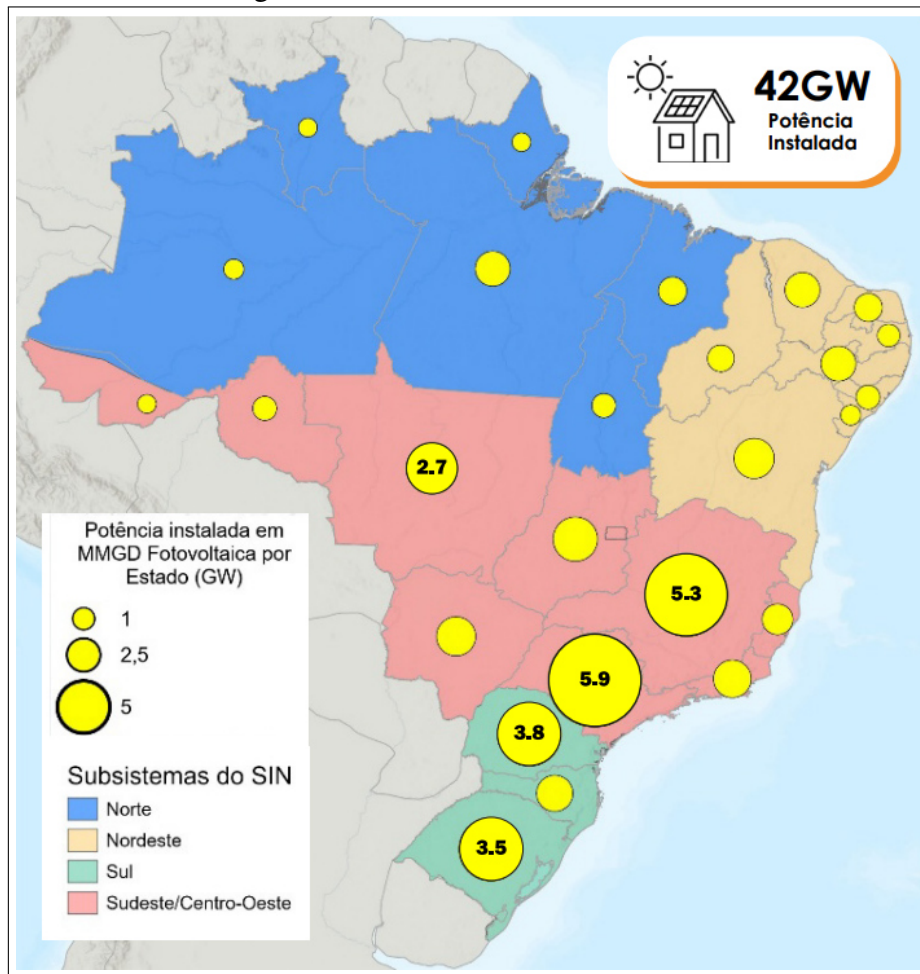 42GW
Potência
Instalada
2.7
5.3
5.9
3.8
3.5
Potência instalada em
MMGD Fotovoltaica por
Estado (GW)
1
2,5
5
Subsistemas do SIN
Norte
Nordeste
Sul
Sudeste/Centro-Oeste